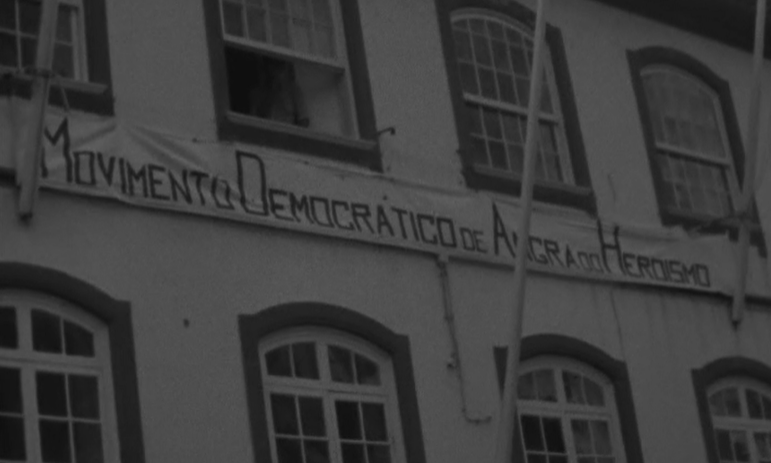 MOVIMENTO DEMOCRÁTICO DE ANGRA DO HEROISMO